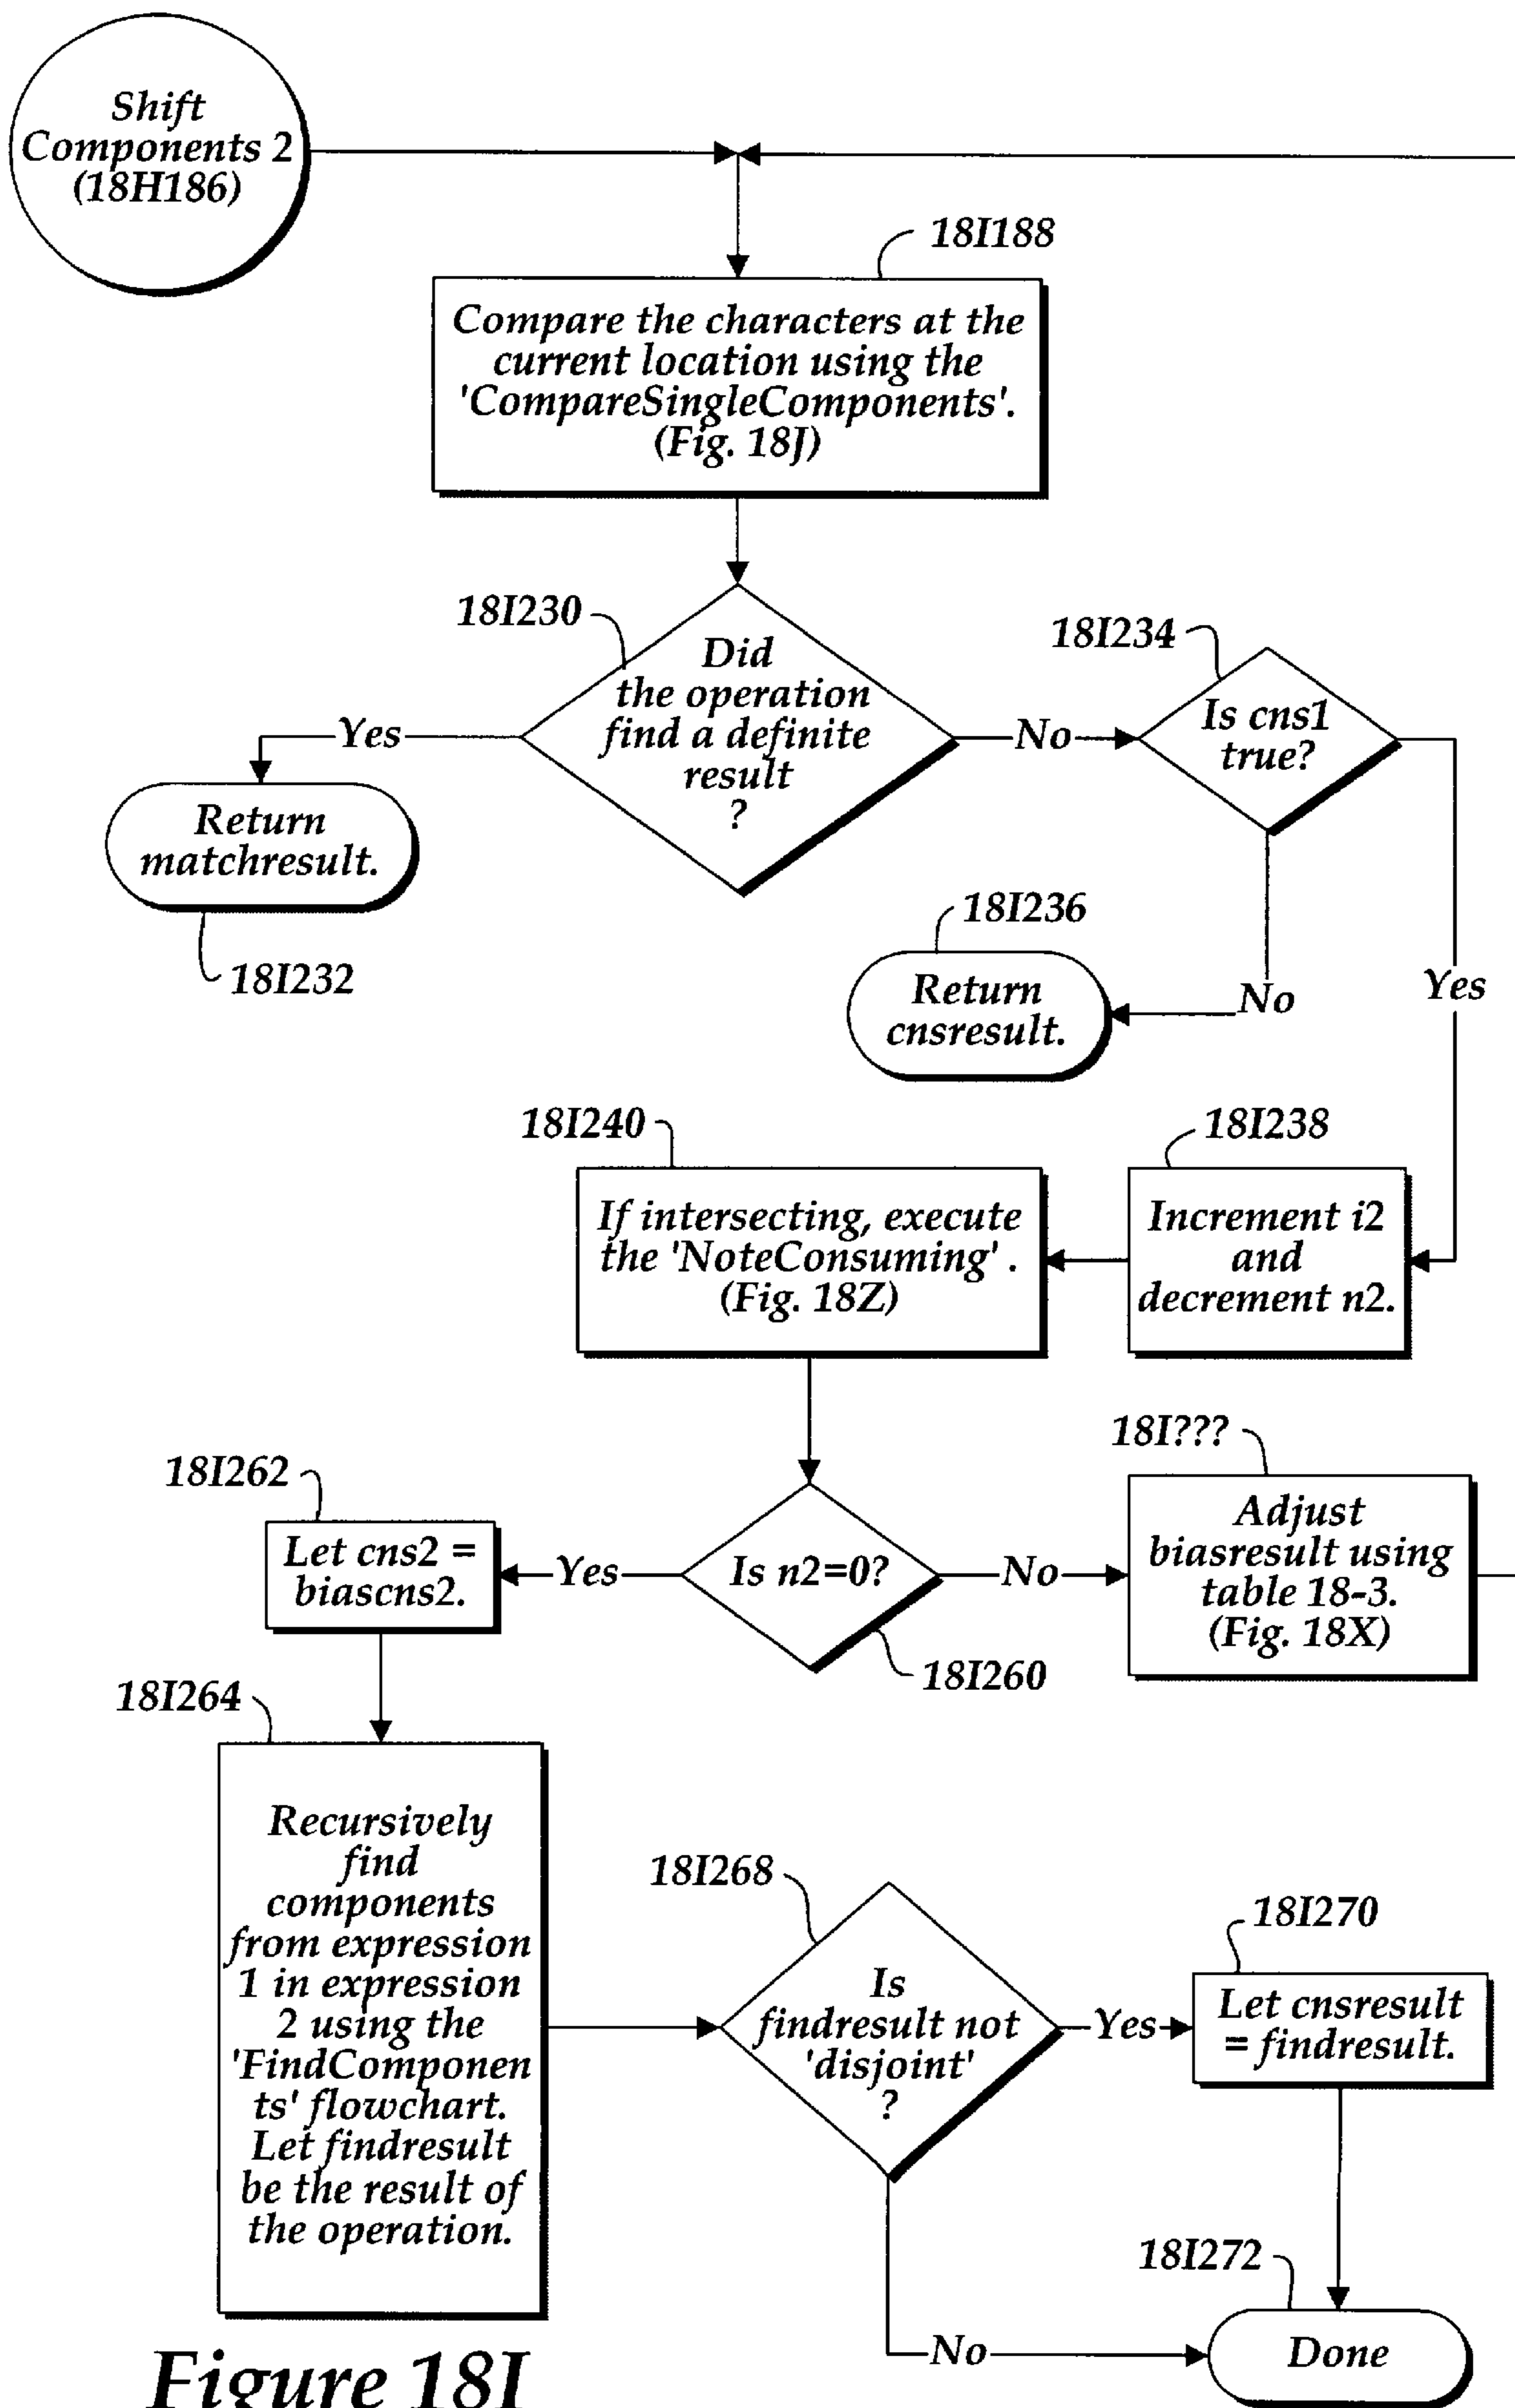 Shift
Components 2
(18H186)
18I188
Compare the characters at the
current location using the
'CompareSingleComponents'.
(Fig. 18J)
18I230
Did
the operation
find a definite
result
?
18I234
Is cns1
true?
Yes
No
Return
matchresult.
18I232
18I236
Return
cnsresult.
No
Yes
18I240
If intersecting, execute
the 'NoteConsuming' .
(Fig. 18Z)
18I238
Increment i2
and
decrement n2.
18I262
Let cns2 =
biascns2.
Yes
Is n2=0?
No
18I260
18I???
Adjust
biasresult using
table 18-3.
(Fig. 18X)
18I264
Recursively
find
components
from expression
1 in expression
2 using the
'FindComponen
ts' flowchart.
Let findresult
be the result of
the operation.
18I268
Is
findresult not
'disjoint'
?
Yes
18I270
Let cnsresult
= findresult.
18I272
No
Done
Figure 18I